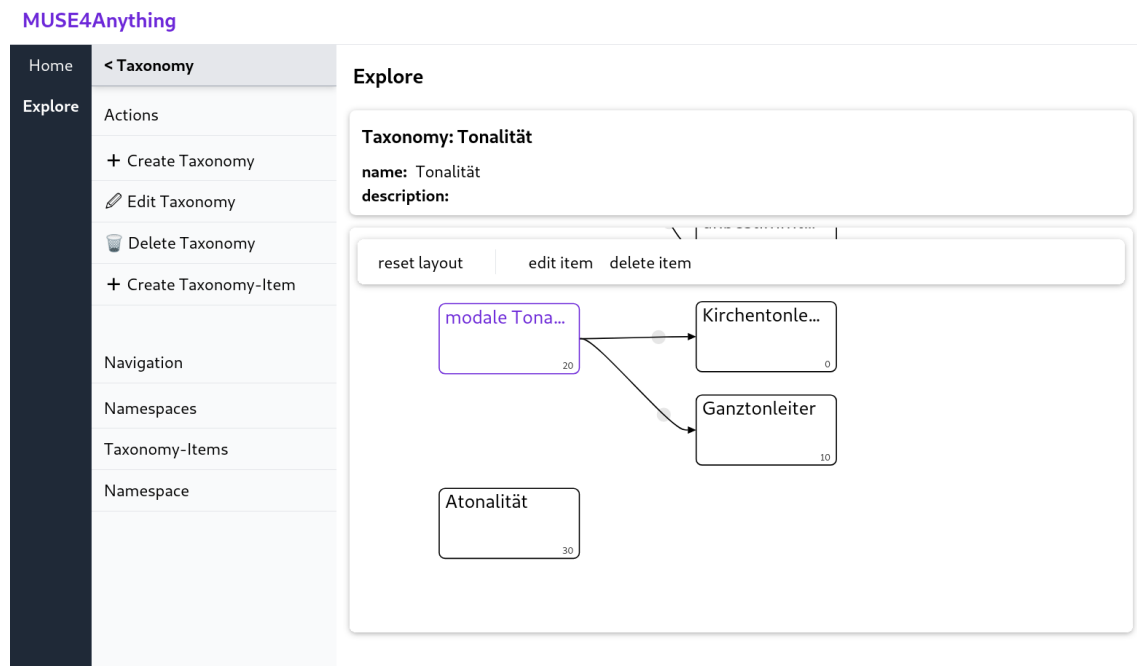 MUSE4Anything
Home
Explore
< Taxonomy
Actions
+ Create Taxonomy
Edit Taxonomy
Delete Taxonomy
+ Create Taxonomy-Item
Navigation
Namespaces
Taxonomy-Items
Namespace
Explore
Taxonomy: Tonalität
name: Tonalität
description:
reset layout edit item delete item
modale Tona...
20
Kirchentonle...
0
Ganztonleiter
10
Atonalität
30